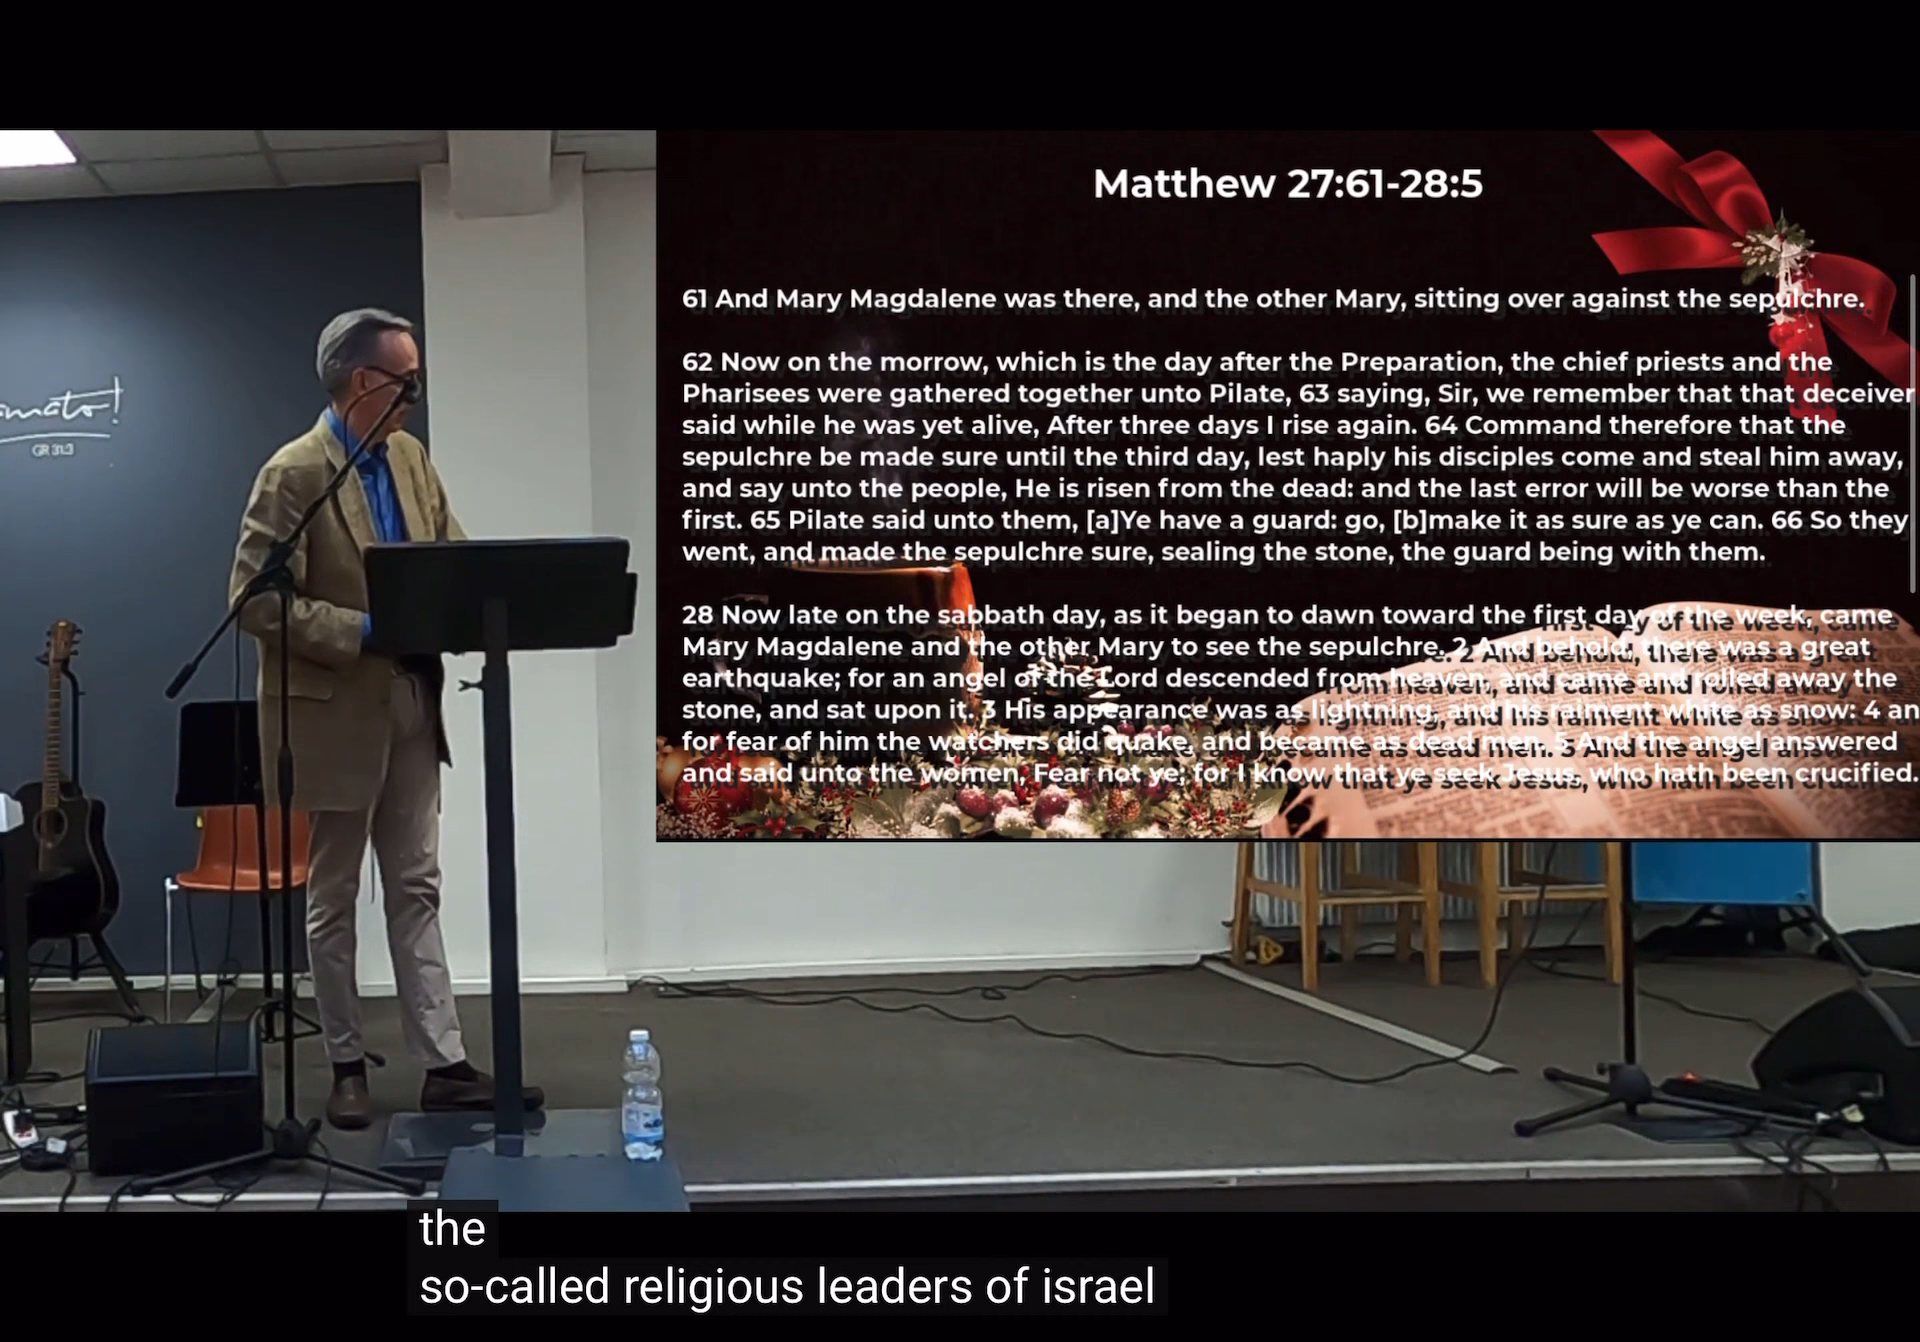 Matthew 27:61-28:5
61 And Mary Magdalene was there, and the other Mary, sitting over against the sepulchre.
62 Now on the morrow, which is the day after the Preparation, the chief priests and the
Pharisees were gathered together unto Pilate, 63 saying, Sir, we remember that that deceiver
said while he was yet alive, After three days I rise again. 64 Command therefore that the
sepulchre be made sure until the third day, lest haply his disciples come and steal him away,
and say unto the people, He is risen from the dead: and the last error will be worse than the
first. 65 Pilate said unto them, [a]Ye have a guard: go, [b]make it as sure as ye can. 66 So they
went, and made the sepulchre sure, sealing the stone, the guard being with them.
28 Now late on the sabbath day, as it began to dawn toward the first day of the week, came
Mary Magdalene and the other Mary to see the sepulchre. 2 And behold, there was a great
earthquake; for an angel of the Lord descended from heaven, and came and rolled away the
stone, and sat upon it. 3 His appearance was as lightning, and his raiment white as snow: 4 an
for fear of him the watchers did quake, and became as dead men. 5 And the angel answered
and said unto the women, Fear not ye; for I know that ye seek Jesus, who hath been crucified.
mato!
GR 31:3
the
so-called religious leaders of israel